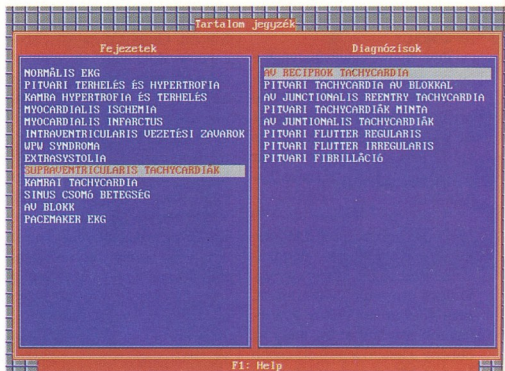 Tartalom jegyzék
Fejezetek
NORMÁLIS EKG
PITVARI TERHELÉS ÉS HYPERTROFIA
KAMRA HYPERTROFIA ÉS TERHELÉS
MYOCARDIALIS ISCHEMIA
MYOCARDIALIS INFARCTUS
INTRAVENTRICULARIS VEZETÉSI ZAVAROK
WPW SYNDROMA
EXTRASYSTOLIA
SUPRAVENTRICULARIS TACHYCARDIÁK
KAMRAI TACHYCARDIA
SINUS CSOMó BETEGSÉG
AV BLOKK
PACEMAKER EKG
Diagnózisok
AV RECIPROK TACHYCARDIA
PITVARI TACHYCARDIA AV BLOKKAL
AV JUNCTIONALIS REENTRY TACHYCARDIA
PITVARI TACHYCARDIÁK MINTA
AV JUNTIONALIS TACHYCARDIÁK
PITVARI FLUTTER REGULARIS
PITVARI FLUTTER IRREGULARIS
PITVARI FIBRILLÁCIó
F1: Help